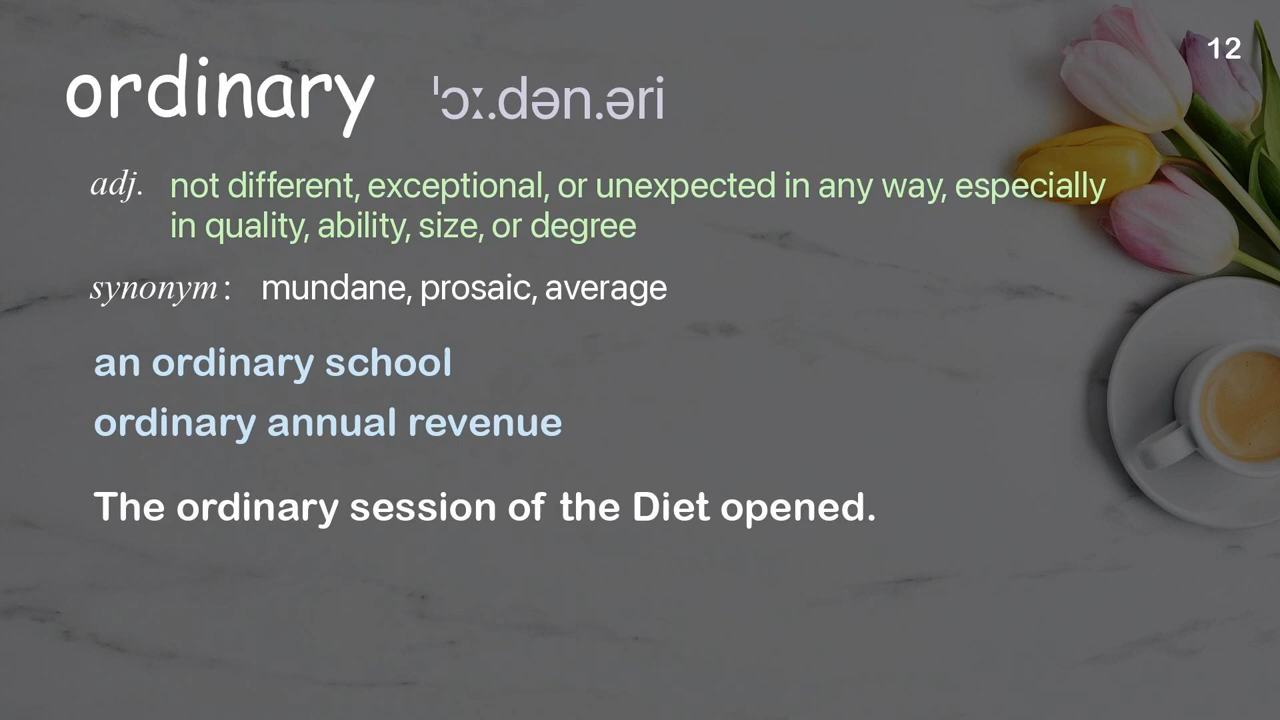 12
ordinary ˈɔː.dən.əri
adj. not different, exceptional, or unexpected in any way, especially
in quality, ability, size, or degree
synonym: mundane, prosaic, average
an ordinary school
ordinary annual revenue
The ordinary session of the Diet opened.